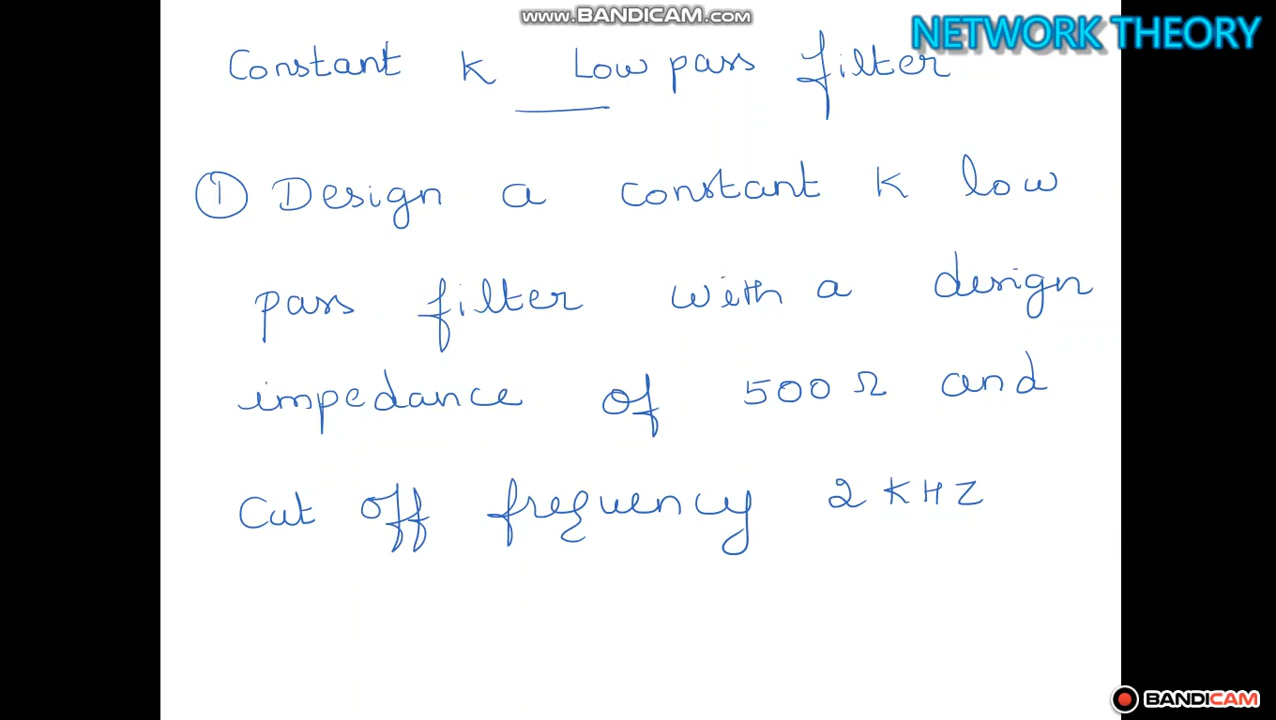 www.BANDICAM.com
NETWORK THEORY
Constant K Low pass filter
① Design a constant K low
pass filter with a design
impedance of 500 Ω and
Cut off frequency 2 KHZ
BANDICAM